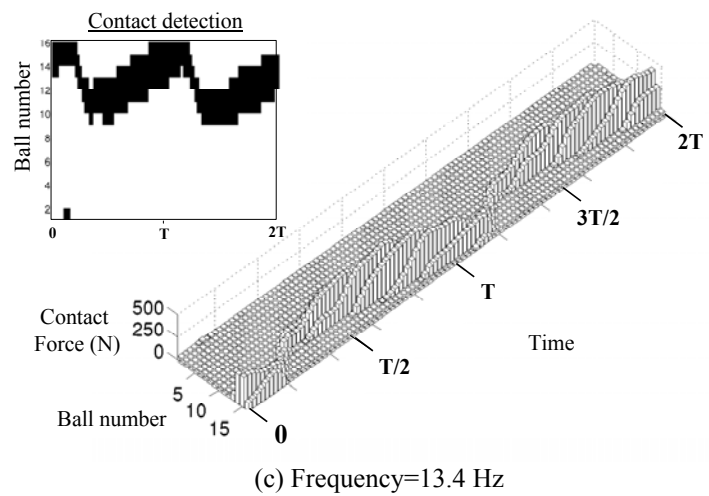 Contact detection
Ball number
16
14
12
10
8
6
4
2
0
T
2T
Contact
Force (N)
500
250
0
Ball number
5
10
15
0
T/2
T
3T/2
2T
Time
(c) Frequency=13.4 Hz